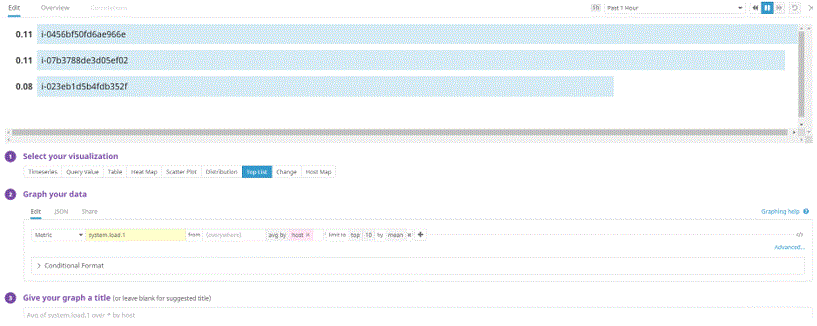 Edit Overview Correlations 1h Past 1 Hour
0.11 i-0456bf50fd6ae966e
0.11 i-07b3788de3d05ef02
0.08 i-023eb1d5b4fdb352f
1 Select your visualization
Timeseries Query Value Table Heat Map Scatter Plot Distribution Top List Change Host Map
2 Graph your data
Edit JSON Share Graphing help
Metric system.load.1 from (everywhere) avg by host × limit to top 10 by mean </>
Advanced...
> Conditional Format
3 Give your graph a title (or leave blank for suggested title)
Avg of system.load.1 over * by host